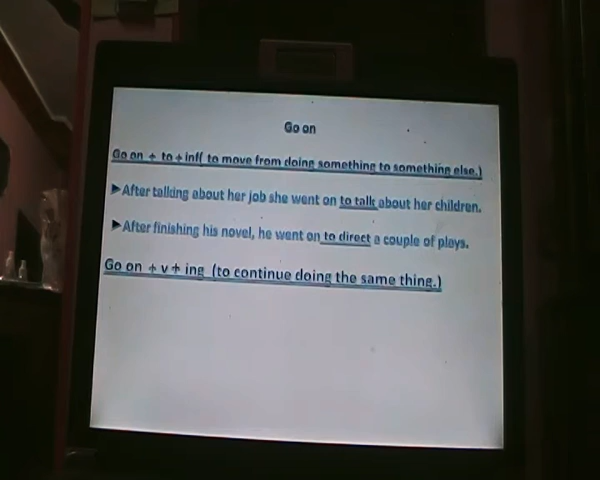 Go on
Go on + to + inf( to move from doing something to something else.)
►After talking about her job she went on to talk about her children.
►After finishing his novel, he went on to direct a couple of plays.
Go on + v + ing (to continue doing the same thing.)